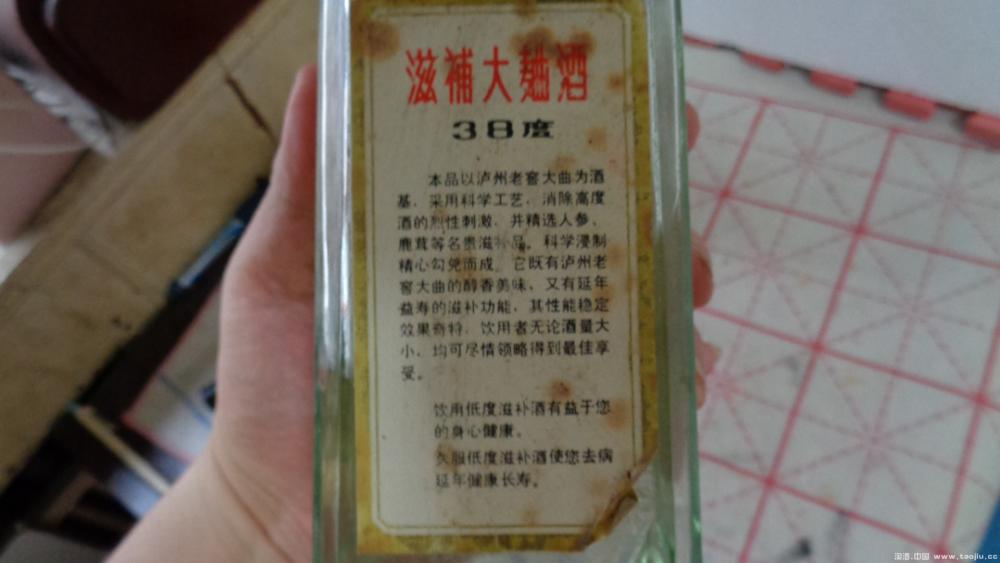 滋補大麯酒
38度
本品以泸州老窖大曲为酒
基、采用科学工艺、消除高度
酒的烈性刺激、并精选人参、
鹿茸等名贵滋补品。科学浸制
精心勾兑而成、它既有泸州老
窖大曲的醇香美味、又有延年
益寿的滋补功能、其性能稳定
效果奇特、饮用者无论酒量大
小、均可尽情领略得到最佳享
受。
饮用低度滋补酒有益于您
的身心健康。
久服低度滋补酒使您去病
延年健康长寿。
淘酒.中国 www.taojiu.cc